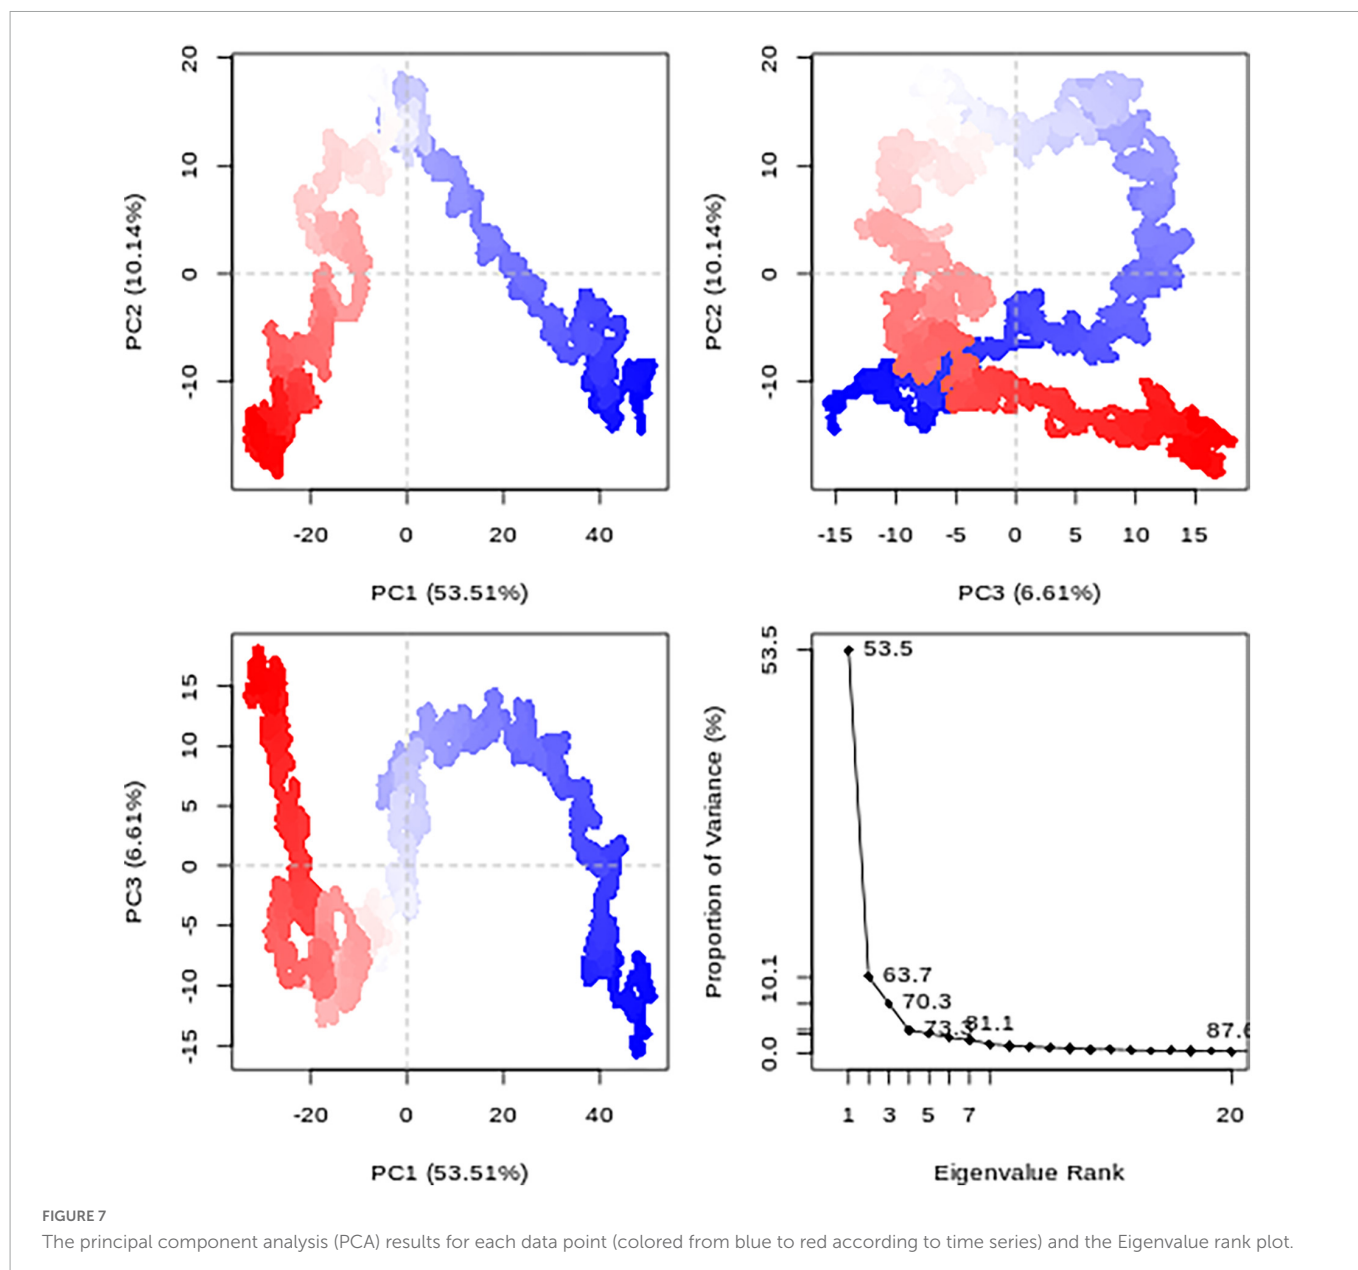 20
10
0
-10
PC2 (10.14%)
-20 0 20 40
PC1 (53.51%)
20
10
0
-10
PC2 (10.14%)
-15 -10 -5 0 5 10 15
PC3 (6.61%)
15
10
5
0
-5
-10
-15
PC3 (6.61%)
-20 0 20 40
PC1 (53.51%)
53.5
10.1
0.0
Proportion of Variance (%)
53.5
63.7
70.3
73.3
81.1
87.6
1 3 5 7 20
Eigenvalue Rank
FIGURE 7
The principal component analysis (PCA) results for each data point (colored from blue to red according to time series) and the Eigenvalue rank plot.